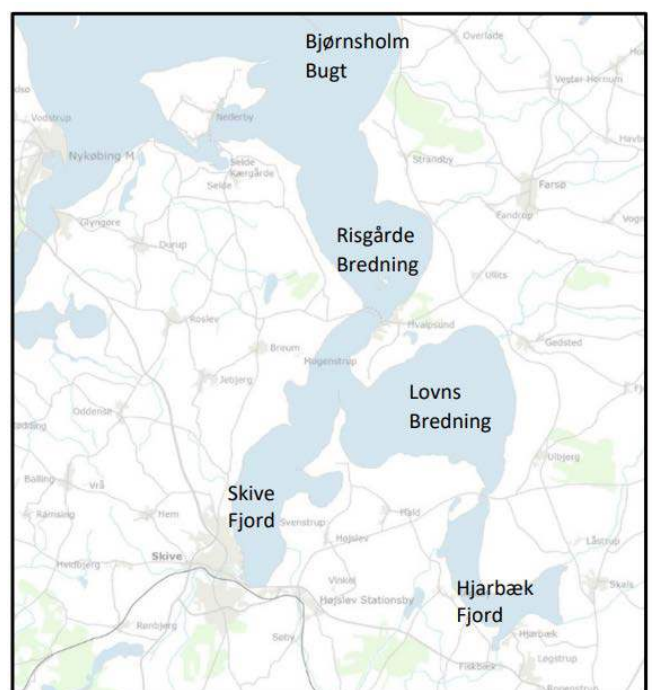 Bjørnsholm
Bugt
Overlade
Vester-Hornum
Vodstrup
Nederby
Nykøbing M
Selde
Kærgårde
Selde
Strandby
Farsø
Fandrup
Glyngøre
Durup
Risgårde
Bredning
Ullits
Roslev
Hvalpsund
Gedsted
Breum
Møgenstrup
Jebjerg
Lovns
Bredning
Oddense
Ulbjerg
Balling
Vrå
Skive
Fjord
Ramsing
Hem
Svenstrup
Hald
Højslev
Låstrup
Hvidbjerg
Skive
Vinkel
Skals
Hjarbæk
Fjord
Højslev Stationsby
Rønbjerg
Søby
Hjarbæk
Fiskbæk
Løgstrup
Rogenstrup